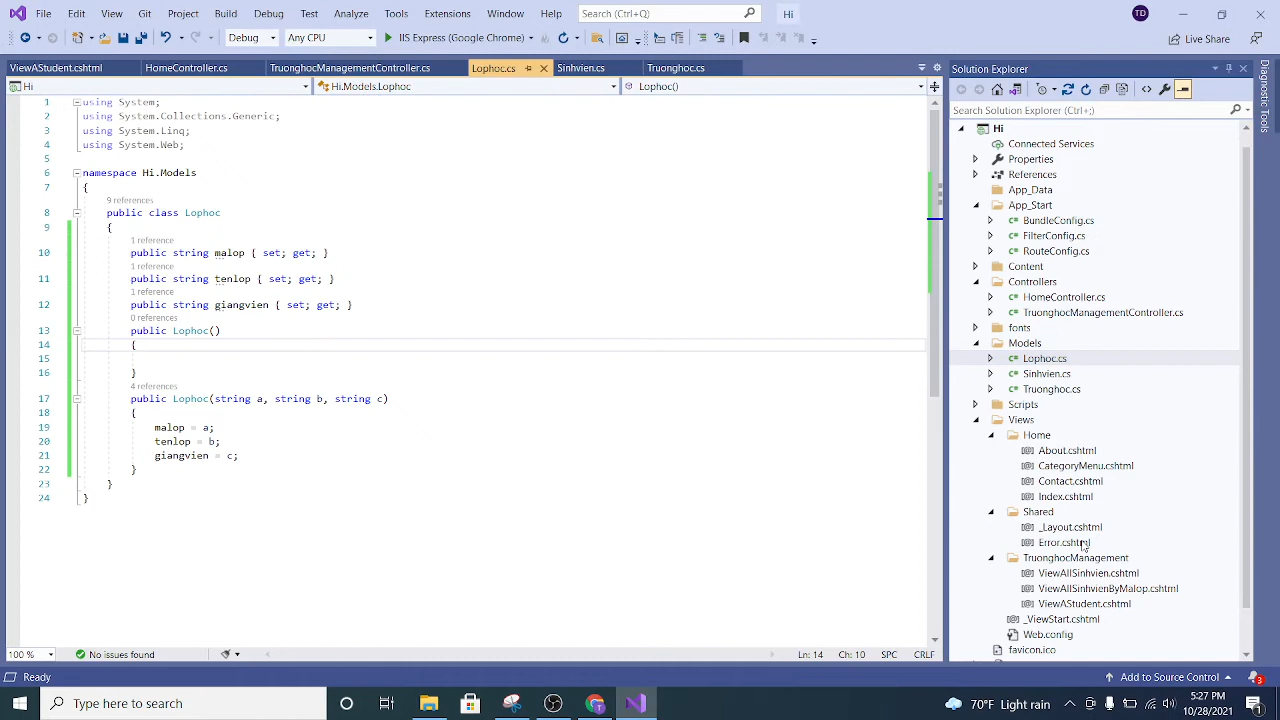 File Edit View Git Project Build Debug Test Analyze Tools Extensions Window Help Search (Ctrl+Q) Hi TD
Debug Any CPU IIS Express (Google Chrome) Live Share
ViewAStudent.cshtml HomeController.cs TruonghocManagementController.cs Lophoc.cs Sinhvien.cs Truonghoc.cs
Hi Hi.Models.Lophoc Lophoc()
1 using System;
2 using System.Collections.Generic;
3 using System.Linq;
4 using System.Web;
5
6 namespace Hi.Models
7 {
9 references
8 public class Lophoc
9 {
1 reference
10 public string malop { set; get; }
1 reference
11 public string tenlop { set; get; }
1 reference
12 public string giangvien { set; get; }
0 references
13 public Lophoc()
14 {
15
16 }
4 references
17 public Lophoc(string a, string b, string c)
18 {
19 malop = a;
20 tenlop = b;
21 giangvien = c;
22 }
23 }
24 }
100 % No issues found Ln: 14 Ch: 10 SPC CRLF
Solution Explorer
Search Solution Explorer (Ctrl+;)
Hi
Connected Services
Properties
References
App_Data
App_Start
BundleConfig.cs
FilterConfig.cs
RouteConfig.cs
Content
Controllers
HomeController.cs
TruonghocManagementController.cs
fonts
Models
Lophoc.cs
Sinhvien.cs
Truonghoc.cs
Scripts
Views
Home
About.cshtml
CategoryMenu.cshtml
Contact.cshtml
Index.cshtml
Shared
_Layout.cshtml
Error.cshtml
TruonghocManagement
ViewAllSinhvien.cshtml
ViewAllSinhvienByMalop.cshtml
ViewAStudent.cshtml
_ViewStart.cshtml
Web.config
favicon.ico
Diagnostic Tools
Ready Add to Source Control 3
Type here to search 70°F Light rain 5:27 PM
10/28/2021